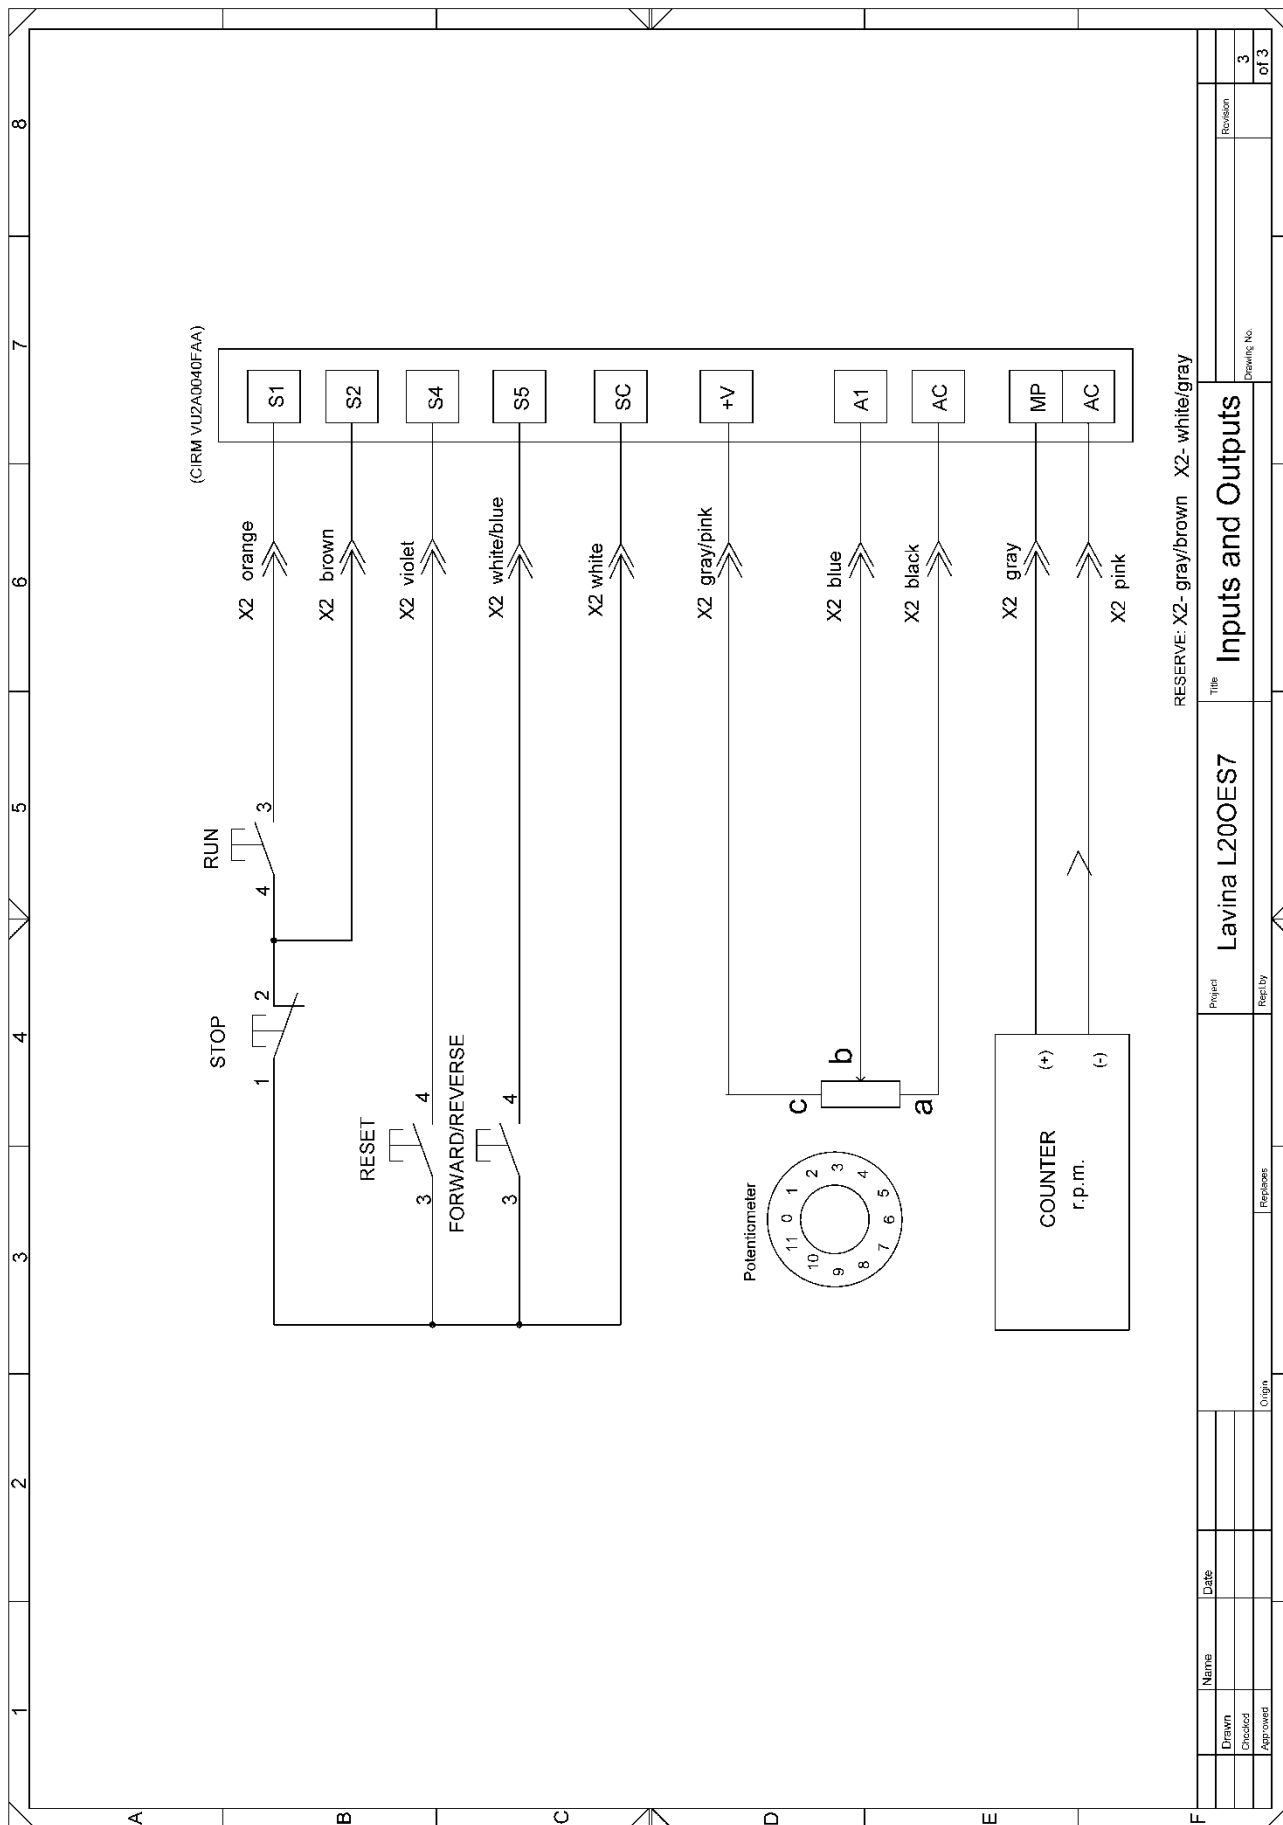 1 2 3 4 5 6 7 8
A
B
C
D
E
F
(CIRM VU2A0040FAA)
STOP
RUN
1 2
4 3
X2 orange
S1
X2 brown
S2
RESET
3 4
X2 violet
S4
FORWARD/REVERSE
3 4
X2 white/blue
S5
X2 white
SC
Potentiometer
0
1
2
3
4
5
6
7
8
9
10
11
c
b
a
X2 gray/pink
+V
X2 blue
A1
X2 black
AC
COUNTER
r.p.m.
(+)
(-)
X2 gray
MP
X2 pink
AC
RESERVE: X2- gray/brown X2- white/gray
Name Date
Drawn
Checked
Approved
Origin
Replaces
Repl.by
Project
Lavina L20OES7
Title
Inputs and Outputs
Drawing No.
Revision
3
of 3